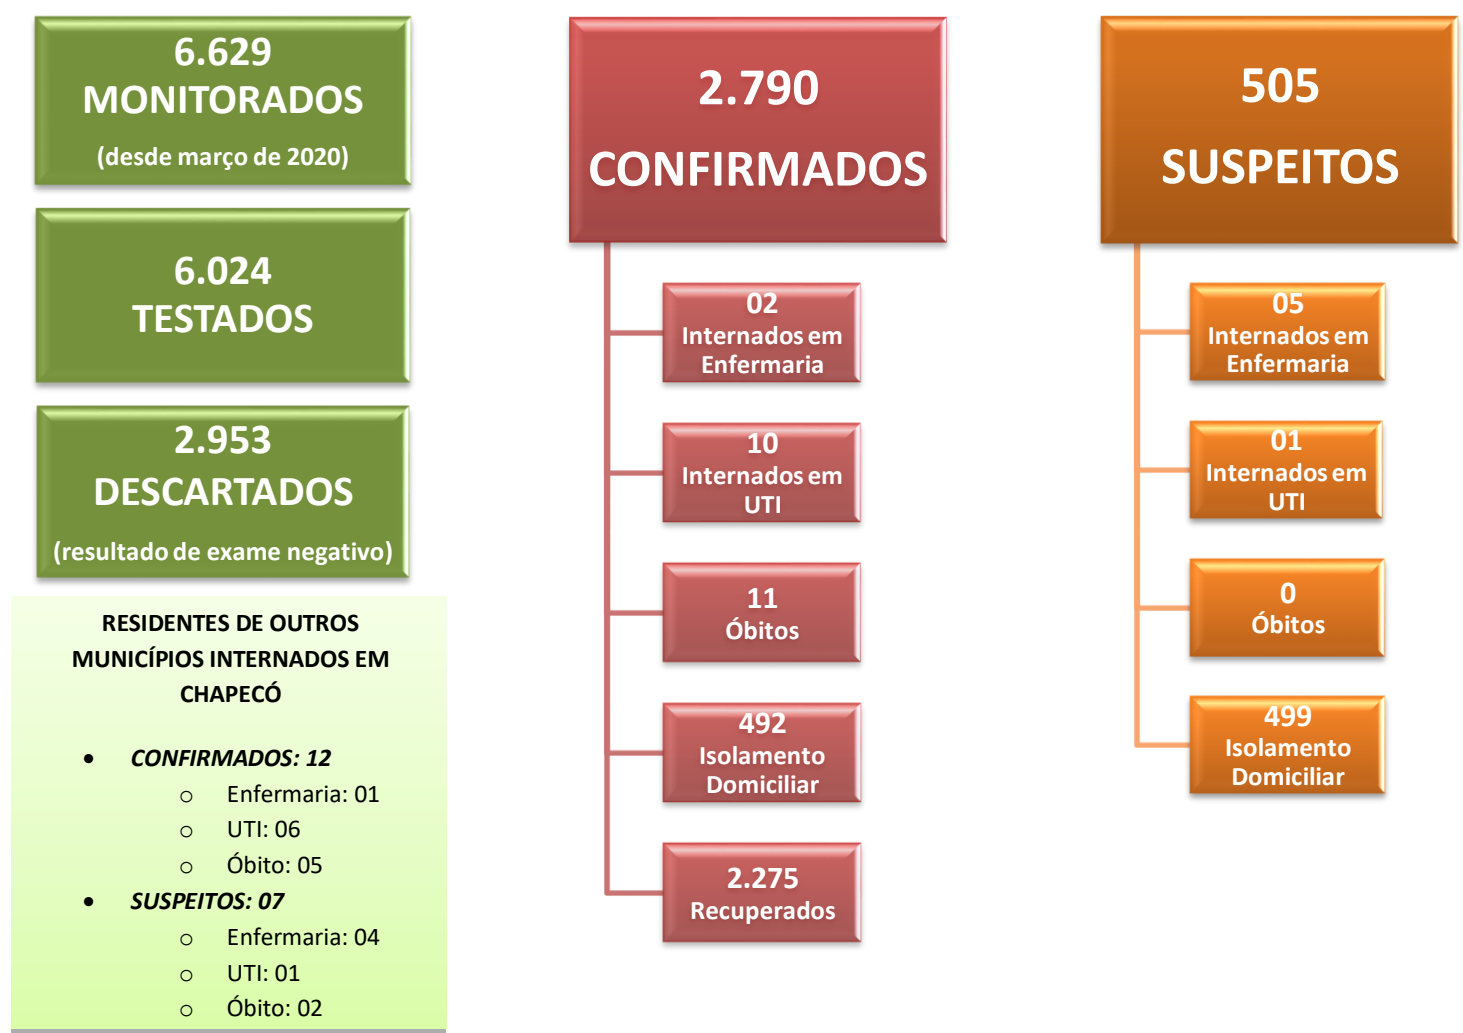 6.629
MONITORADOS
(desde março de 2020)
6.024
TESTADOS
2.953
DESCARTADOS
(resultado de exame negativo)
RESIDENTES DE OUTROS
MUNICÍPIOS INTERNADOS EM
CHAPECÓ
• CONFIRMADOS: 12
o Enfermaria: 01
o UTI: 06
o Óbito: 05
• SUSPEITOS: 07
o Enfermaria: 04
o UTI: 01
o Óbito: 02
2.790
CONFIRMADOS
02
Internados em
Enfermaria
10
Internados em
UTI
11
Óbitos
492
Isolamento
Domiciliar
2.275
Recuperados
505
SUSPEITOS
05
Internados em
Enfermaria
01
Internados em
UTI
0
Óbitos
499
Isolamento
Domiciliar